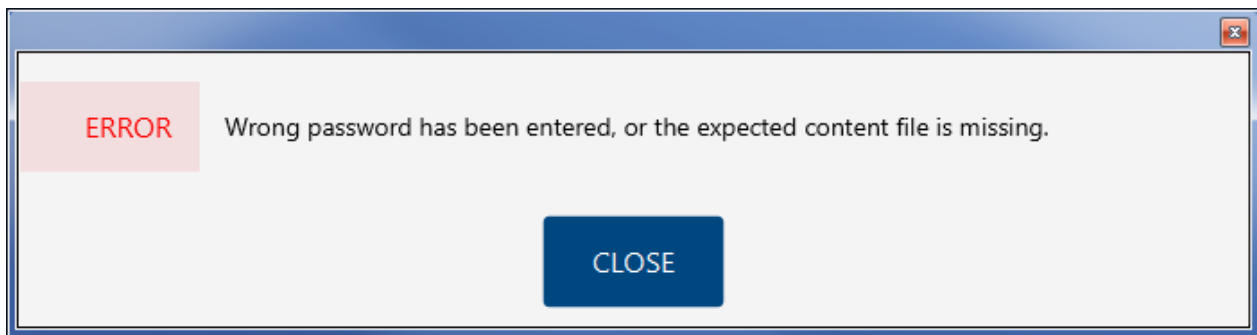 ERROR Wrong password has been entered, or the expected content file is missing.
CLOSE